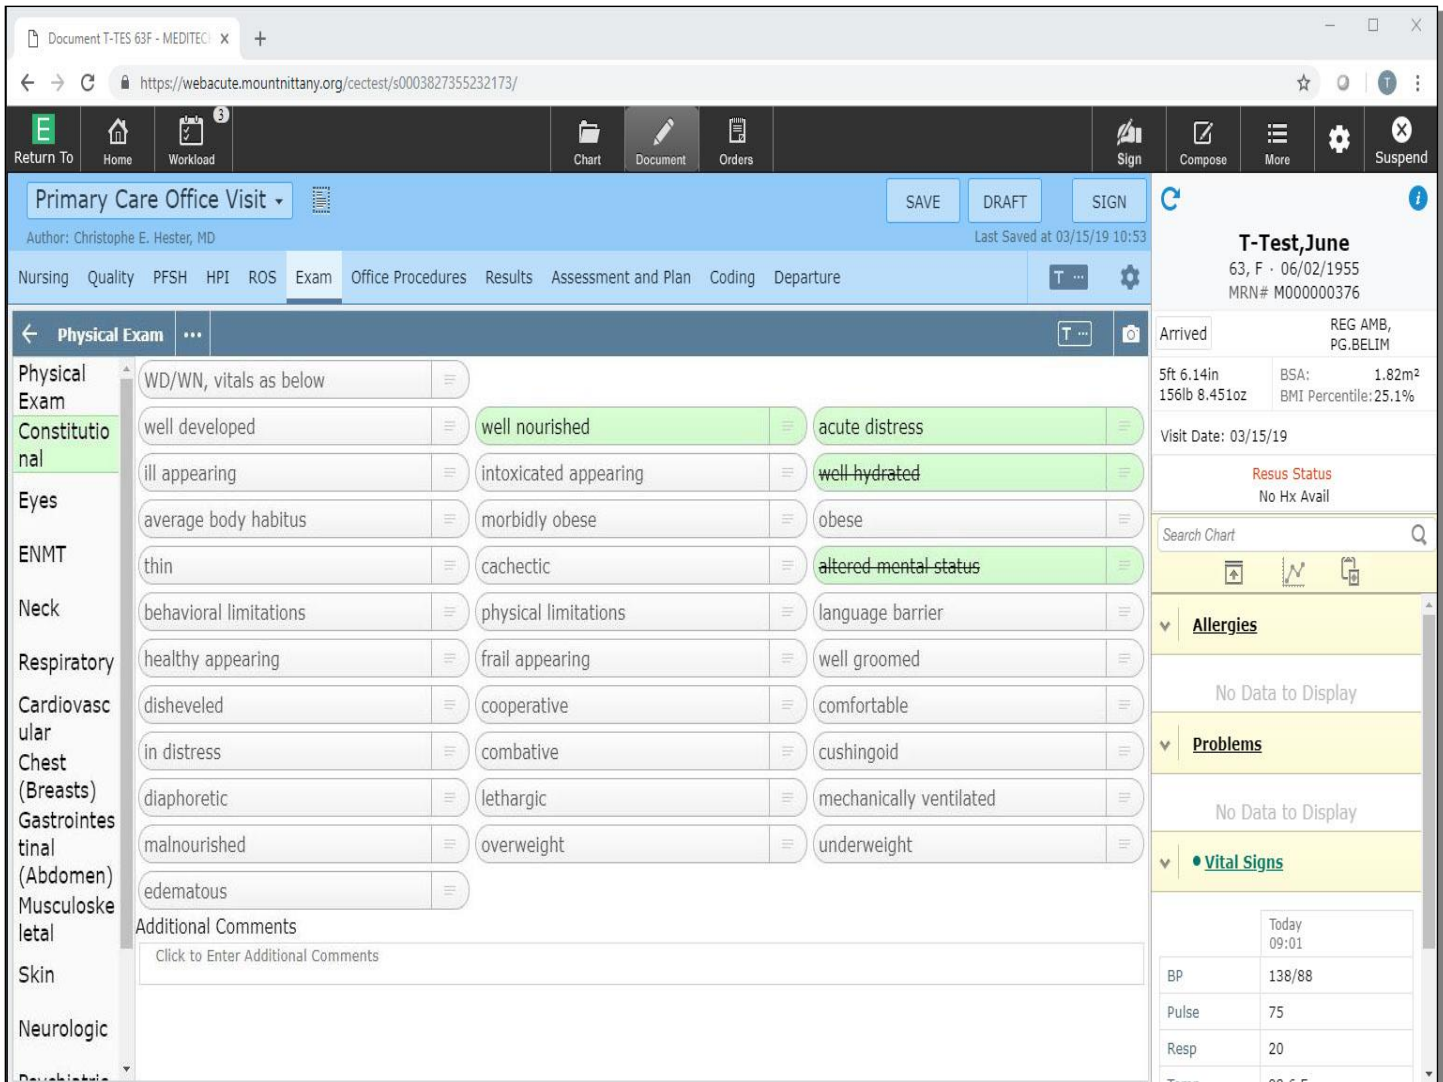 Document T-TES 63F - MEDITEC
https://webacute.mountnittany.org/cectest/s0003827355232173/
T
E
3
Return To
Home
Workload
Chart
Document
Orders
Sign
Compose
More
Suspend
Primary Care Office Visit
SAVE
DRAFT
SIGN
Author: Christophe E. Hester, MD
Last Saved at 03/15/19 10:53
Nursing Quality PFSH HPI ROS Exam Office Procedures Results Assessment and Plan Coding Departure
T ...
Physical Exam ...
T ...
Physical
Exam
Constitutio
nal
Eyes
ENMT
Neck
Respiratory
Cardiovasc
ular
Chest
(Breasts)
Gastrointes
tinal
(Abdomen)
Musculoske
letal
Skin
Neurologic
WD/WN, vitals as below
well developed well nourished acute distress
ill appearing intoxicated appearing well hydrated
average body habitus morbidly obese obese
thin cachectic altered mental status
behavioral limitations physical limitations language barrier
healthy appearing frail appearing well groomed
disheveled cooperative comfortable
in distress combative cushingoid
diaphoretic lethargic mechanically ventilated
malnourished overweight underweight
edematous
Additional Comments
Click to Enter Additional Comments
i
T-Test,June
63, F · 06/02/1955
MRN# M000000376
Arrived
REG AMB,
PG.BELIM
5ft 6.14in
156lb 8.451oz
BSA: 1.82m²
BMI Percentile: 25.1%
Visit Date: 03/15/19
Resus Status
No Hx Avail
Search Chart
Allergies
No Data to Display
Problems
No Data to Display
Vital Signs
Today
09:01
BP 138/88
Pulse 75
Resp 20